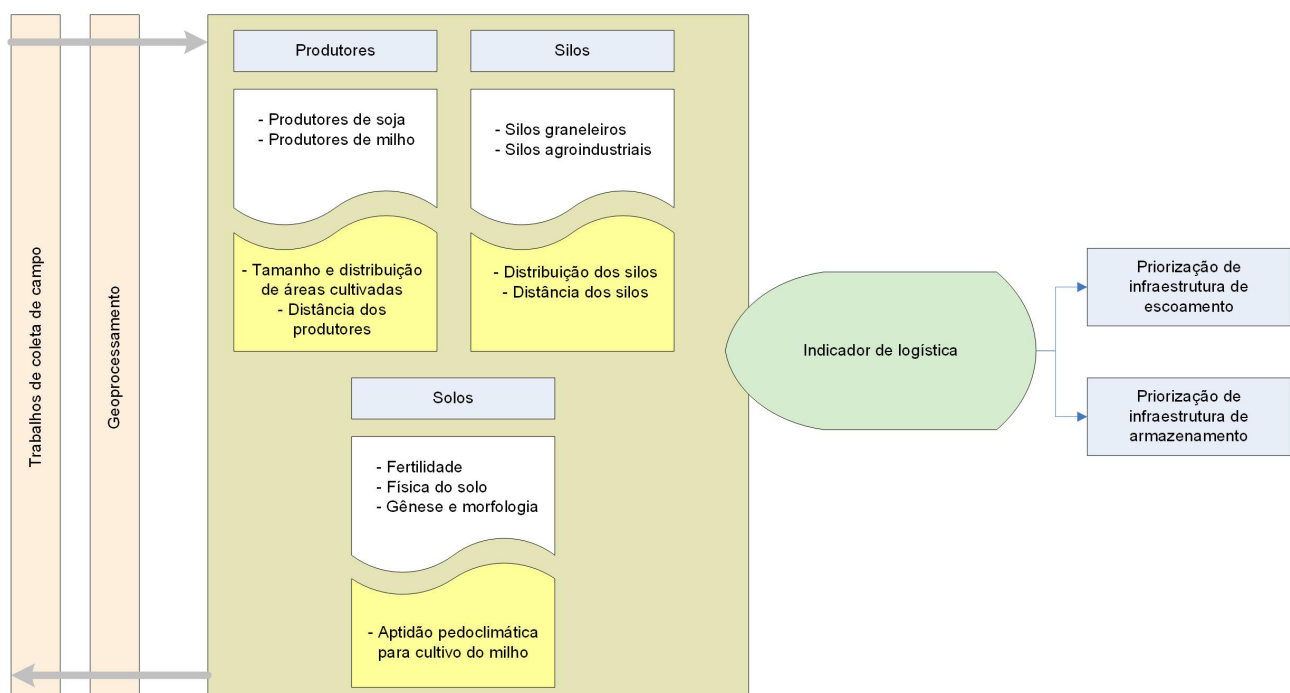 Trabalhos de coleta de campo
Geoprocessamento
Produtores
- Produtores de soja
- Produtores de milho
- Tamanho e distribuição
de áreas cultivadas
- Distância dos
produtores
Silos
- Silos graneleiros
- Silos agroindustriais
- Distribuição dos silos
- Distância dos silos
Solos
- Fertilidade
- Física do solo
- Gênese e morfologia
- Aptidão pedoclimática
para cultivo do milho
Indicador de logística
Priorização de
infraestrutura de
escoamento
Priorização de
infraestrutura de
armazenamento